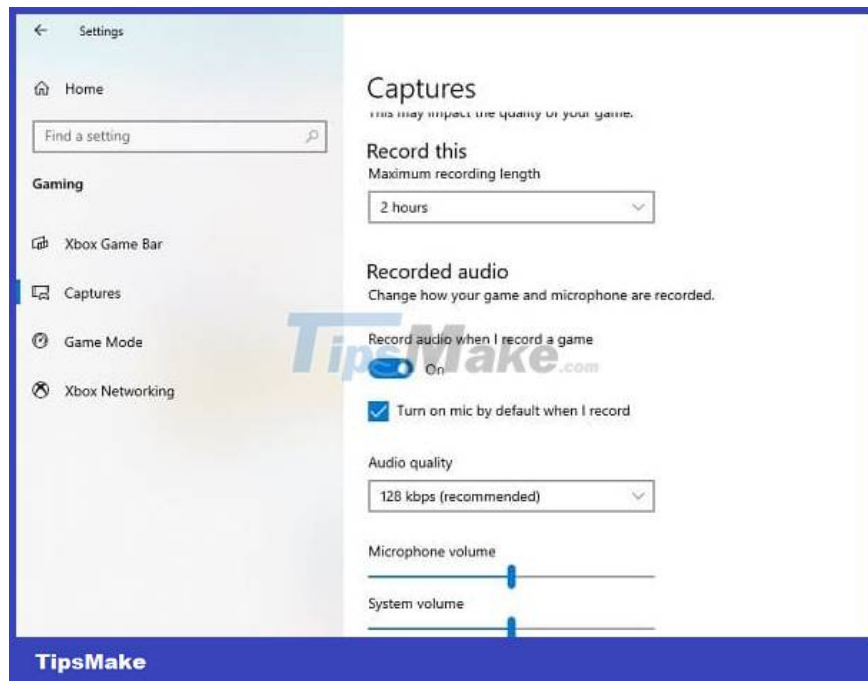 Settings
Home
Find a setting
Gaming
Xbox Game Bar
Captures
Game Mode
Xbox Networking
Captures
This may impact the quality of your game.
Record this
Maximum recording length
2 hours
Recorded audio
Change how your game and microphone are recorded.
Record audio when I record a game
On
Turn on mic by default when I record
Audio quality
128 kbps (recommended)
Microphone volume
System volume
TipsMake.com
TipsMake